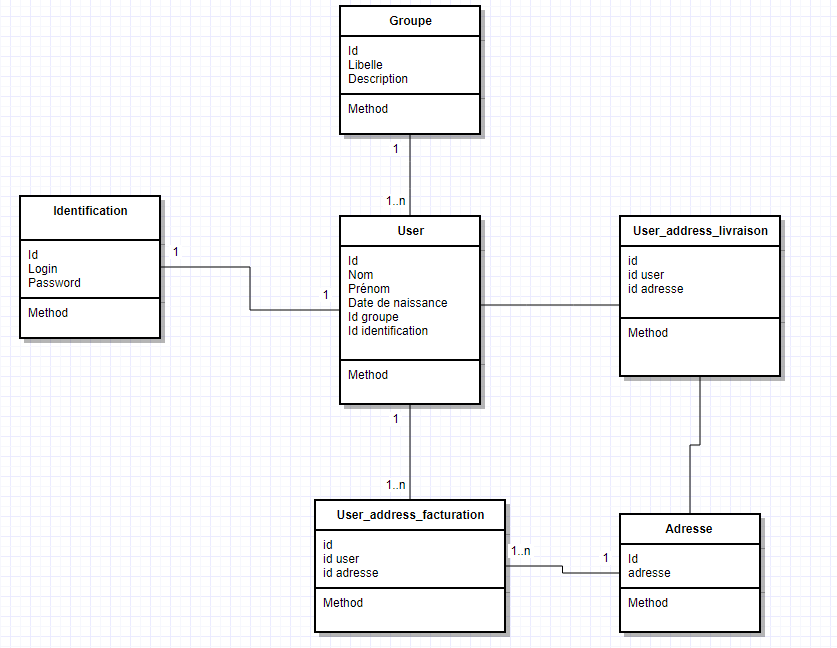 Groupe
Id
Libelle
Description
Method
1
1..n
Identification
Id
Login
Password
Method
1
1
User
Id
Nom
Prénom
Date de naissance
Id groupe
Id identification
Method
User_address_livraison
id
id user
id adresse
Method
1
1..n
User_address_facturation
id
id user
id adresse
Method
1..n
1
Adresse
Id
adresse
Method